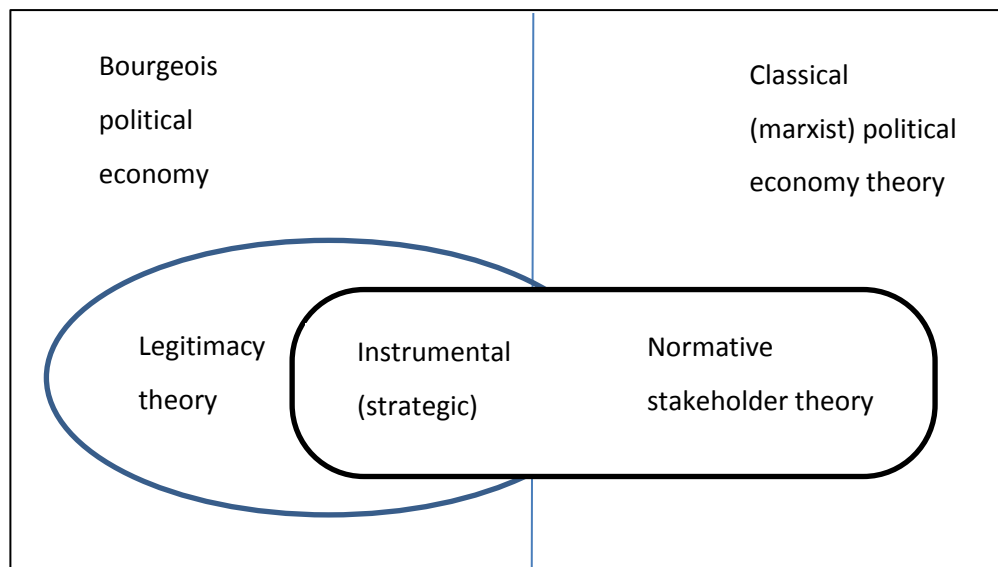 Bourgeois
political
economy
Classical
(marxist) political
economy theory
Legitimacy
theory
Instrumental
(strategic)
Normative
stakeholder theory